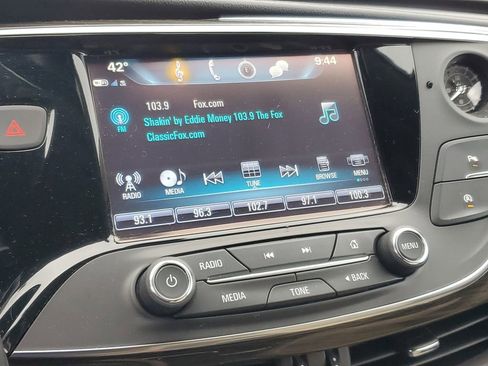 42°
9:44
103.9 Fox.com
FM
Shakin' by Eddie Money 103.9 The Fox
ClassicFox.com
RADIO MEDIA TUNE BROWSE MENU
93.1 96.3 102.7 97.1 100.3
RADIO
MENU
MEDIA TONE BACK